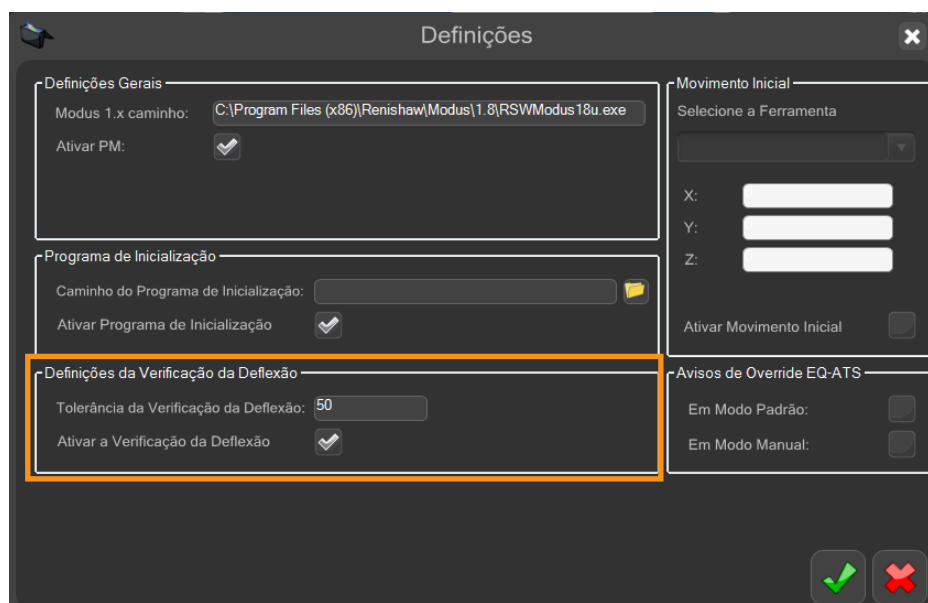 Definições
Definições Gerais
Modus 1.x caminho: C:\Program Files (x86)\Renishaw\Modus\1.8\RSWModus18u.exe
Ativar PM:
Programa de Inicialização
Caminho do Programa de Inicialização:
Ativar Programa de Inicialização
Definições da Verificação da Deflexão
Tolerância da Verificação da Deflexão: 50
Ativar a Verificação da Deflexão
Movimento Inicial
Selecione a Ferramenta
X:
Y:
Z:
Ativar Movimento Inicial
Avisos de Override EQ-ATS
Em Modo Padrão:
Em Modo Manual: